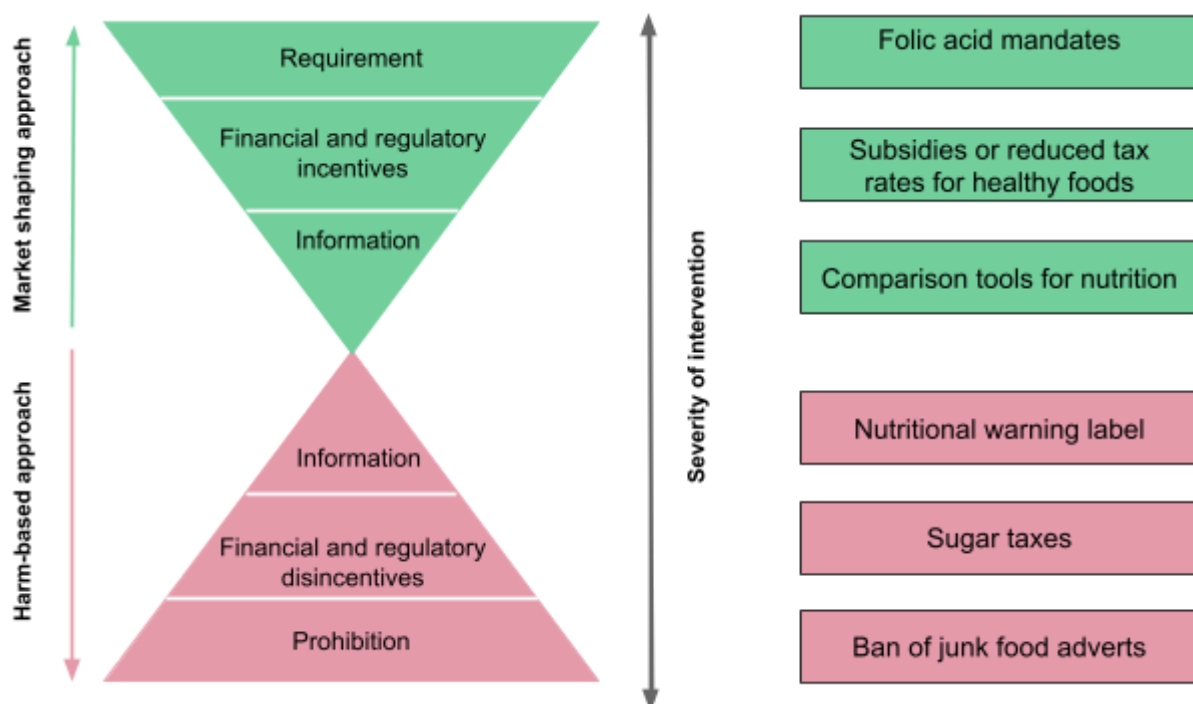 Market shaping approach
Harm-based approach
Requirement
Financial and regulatory
incentives
Information
Information
Financial and regulatory
disincentives
Prohibition
Severity of intervention
Folic acid mandates
Subsidies or reduced tax
rates for healthy foods
Comparison tools for nutrition
Nutritional warning label
Sugar taxes
Ban of junk food adverts